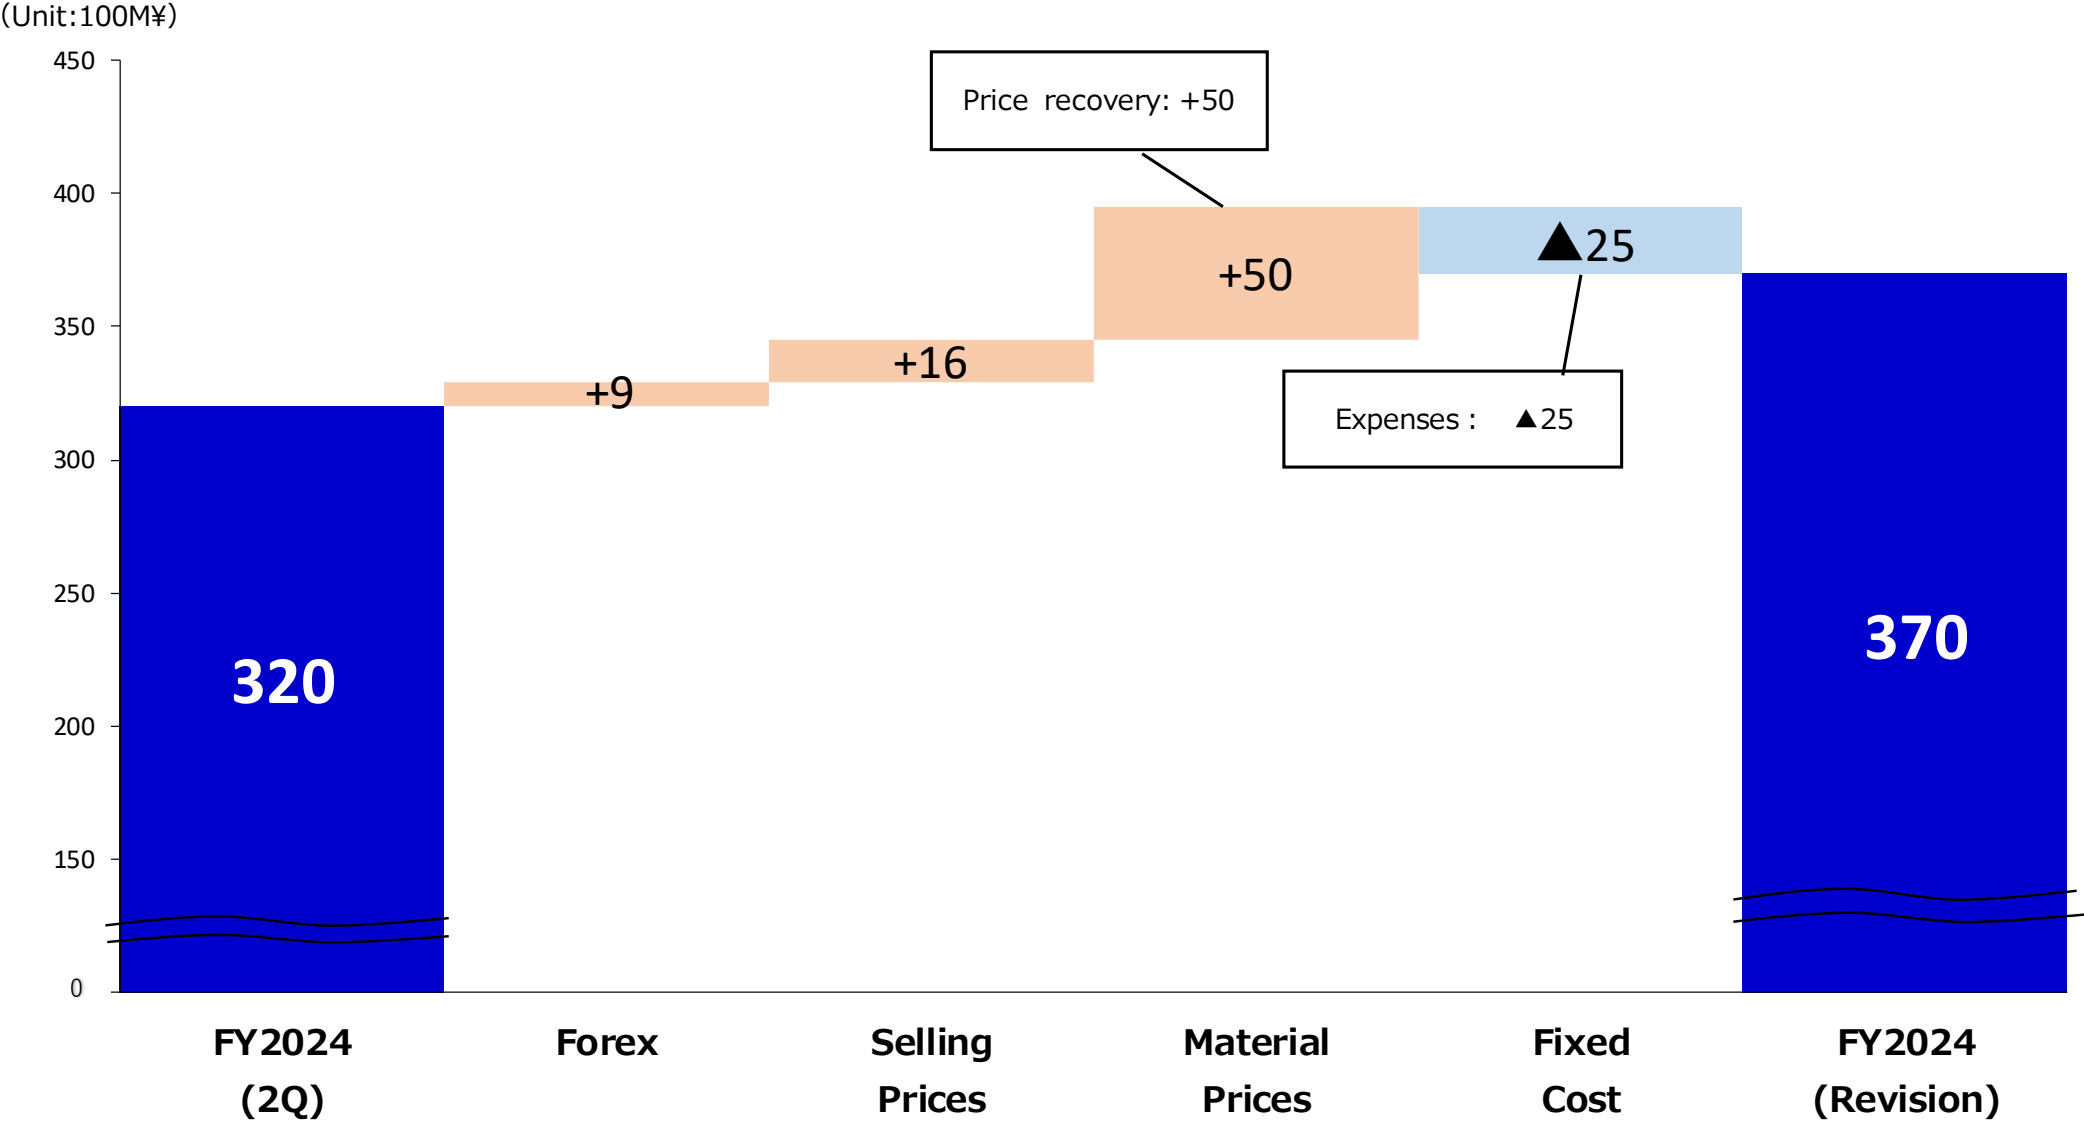 (Unit:100M¥)
450
400
350
300
250
200
150
0
Price recovery: +50
+9
+16
+50
▲25
Expenses : ▲25
320
370
FY2024
(2Q)
Forex
Selling
Prices
Material
Prices
Fixed
Cost
FY2024
(Revision)